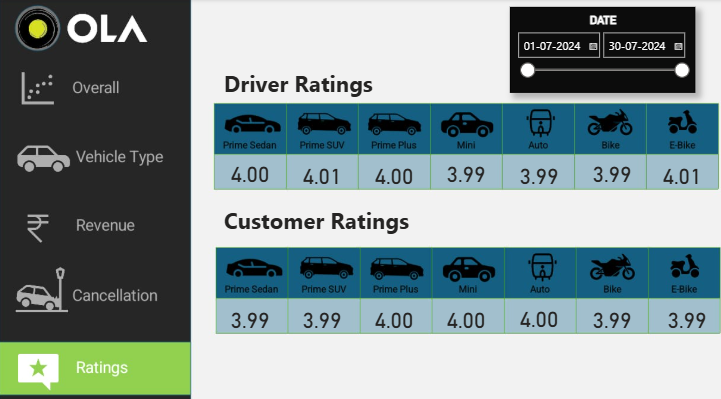 OLA
DATE
01-07-2024 30-07-2024
Overall
Vehicle Type
Revenue
Cancellation
Ratings
Driver Ratings
Prime Sedan Prime SUV Prime Plus Mini Auto Bike E-Bike
4.00 4.01 4.00 3.99 3.99 3.99 4.01
Customer Ratings
Prime Sedan Prime SUV Prime Plus Mini Auto Bike E-Bike
3.99 3.99 4.00 4.00 4.00 3.99 3.99